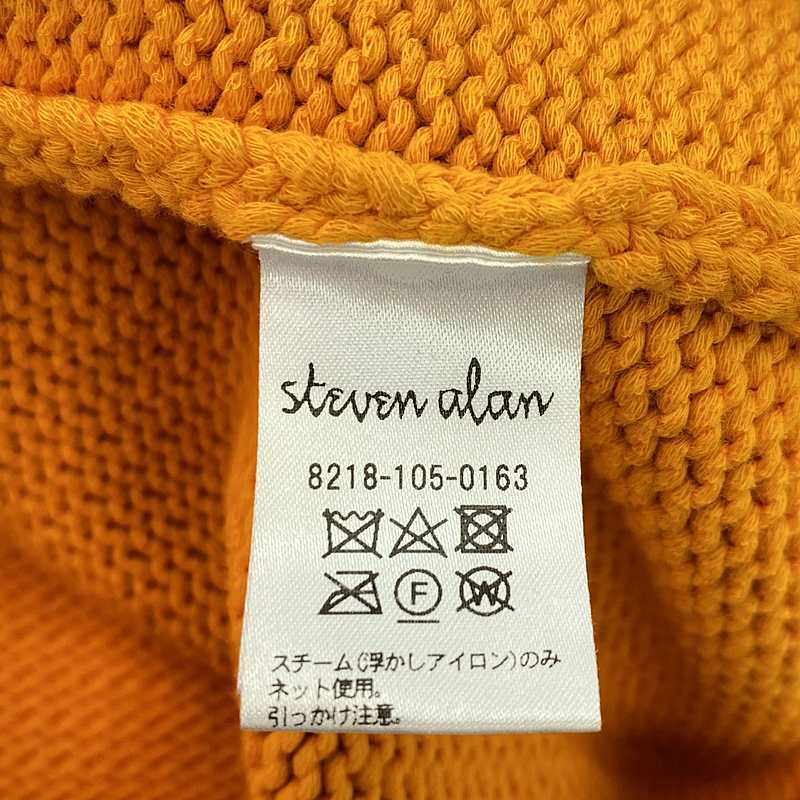 steven alan
8218-105-0163
F
W
スチーム(浮かしアイロン)のみ
ネット使用。
引っかけ注意。